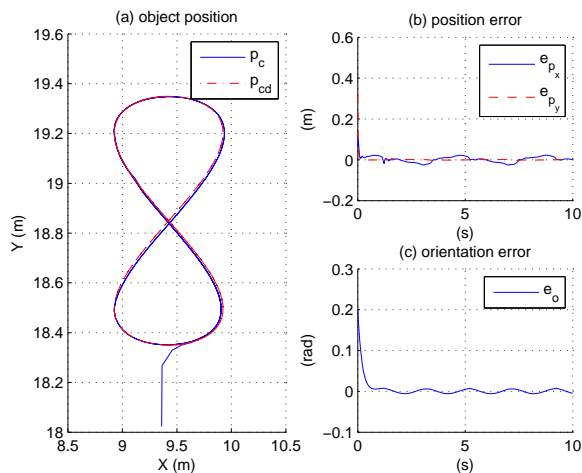 (a) object position
19.6
19.4
19.2
19
18.8
18.6
18.4
18.2
18
Y (m)
8.5 9 9.5 10 10.5
X (m)
p_c
p_cd
(b) position error
0.6
0.4
0.2
0
−0.2
(m)
0 5 10
(s)
e_p_x
e_p_y
(c) orientation error
0.3
0.2
0.1
0
−0.1
(rad)
0 5 10
(s)
e_o